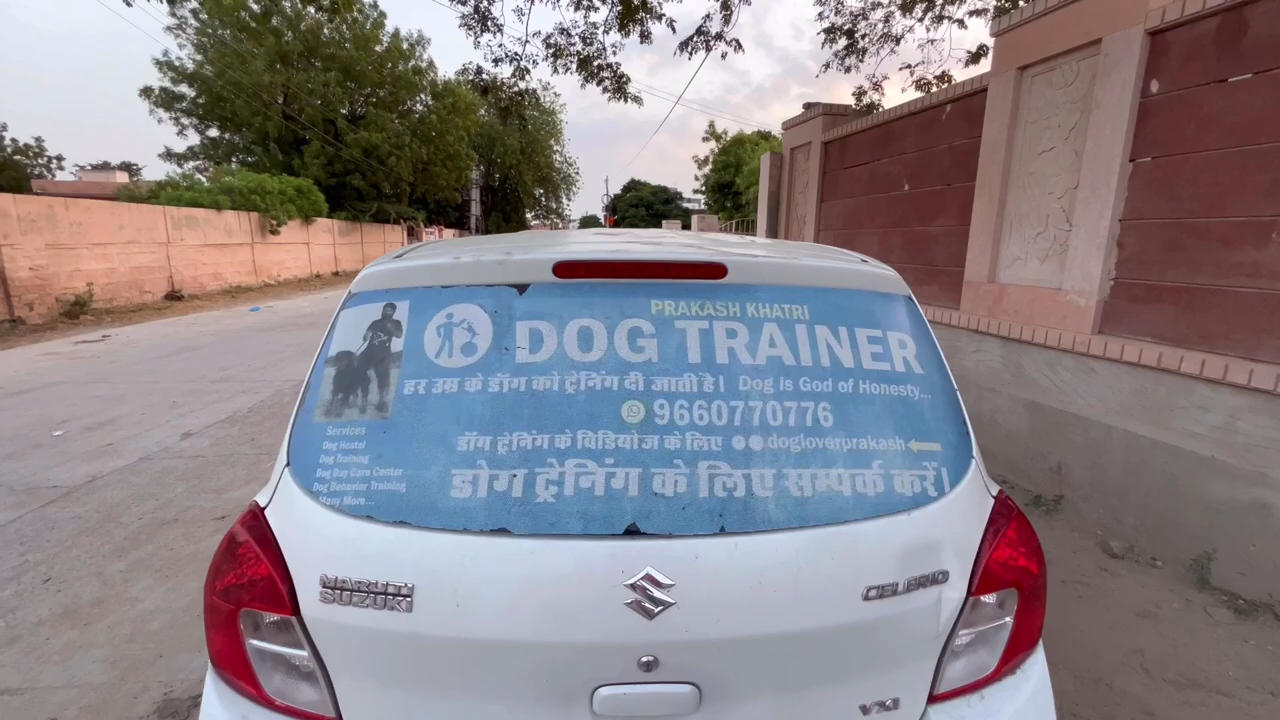 PRAKASH KHATRI
DOG TRAINER
हर उम्र के डॉग को ट्रेनिंग दी जाती है। Dog is God of Honesty...
9660770776
डॉग ट्रेनिंग के विडियोज के लिए dogloverprakash
डोग ट्रेनिंग के लिए सम्पर्क करें।
Services
Dog Hostel
Dog Training
Dog Day Care Center
Dog Behavior Training
Many More...
MARUTI
SUZUKI
CELERIO
VXI